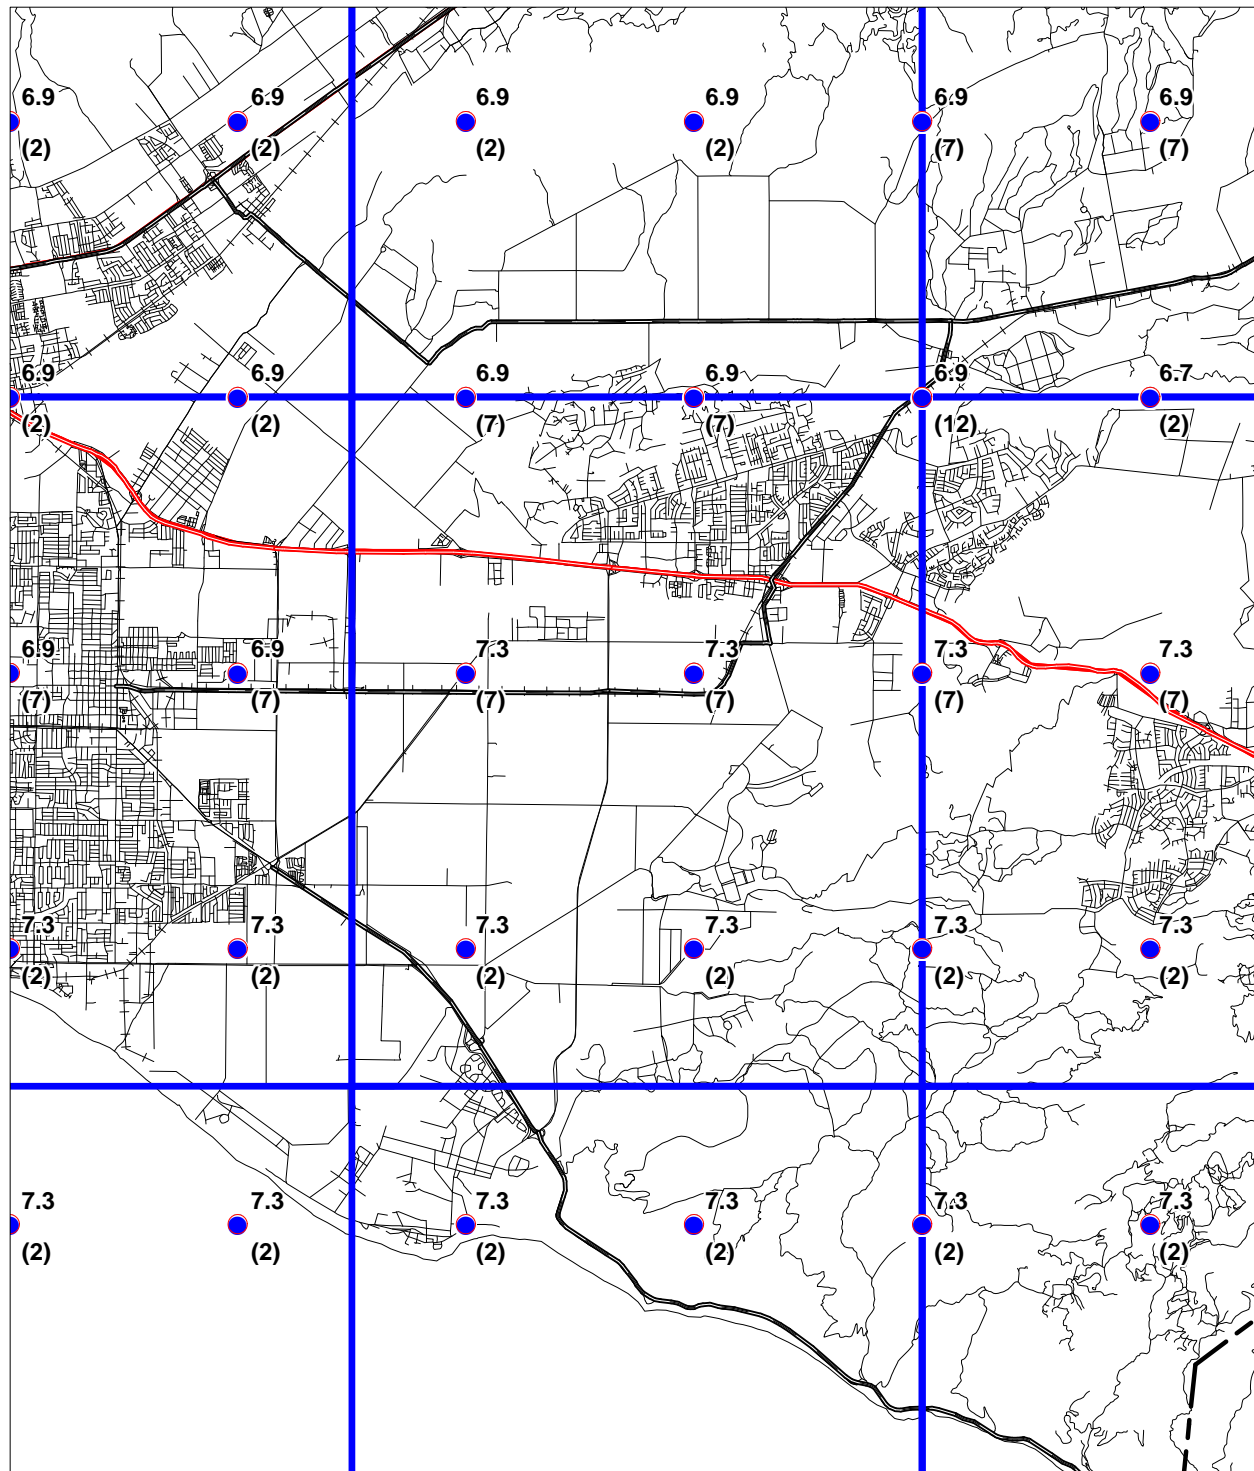 6.9 6.9 6.9 6.9 6.9 6.9
(2) (2) (2) (2) (7) (7)
6.9 6.9 6.9 6.9 6.9 6.7
(2) (2) (7) (7) (12) (2)
6.9 6.9 7.3 7.3 7.3 7.3
(7) (7) (7) (7) (7) (7)
7.3 7.3 7.3 7.3 7.3 7.3
(2) (2) (2) (2) (2) (2)
7.3 7.3 7.3 7.3 7.3 7.3
(2) (2) (2) (2) (2) (2)